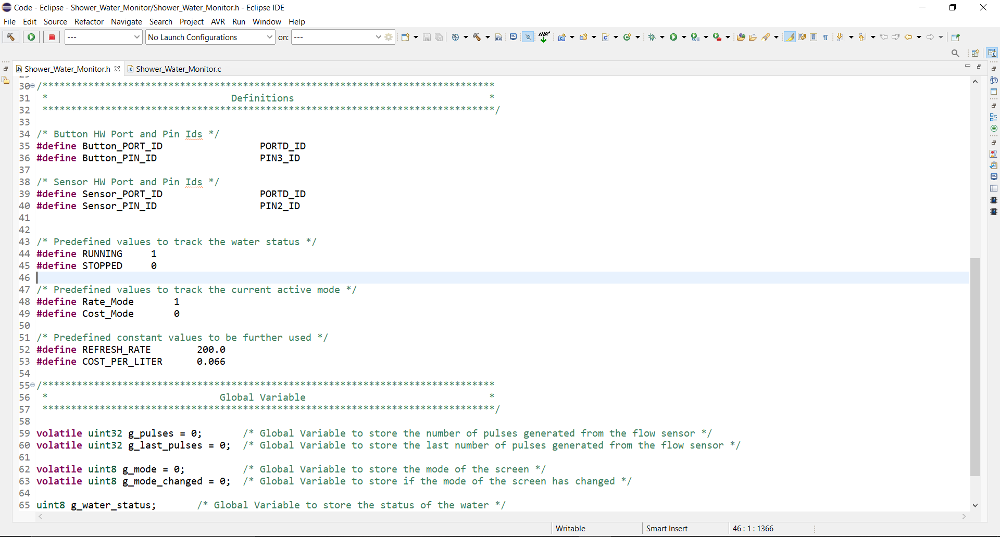 Code - Eclipse - Shower_Water_Monitor/Shower_Water_Monitor.h - Eclipse IDE
File Edit Source Refactor Navigate Search Project AVR Run Window Help
--- No Launch Configurations on: --- 010 AVR
Shower_Water_Monitor.h Shower_Water_Monitor.c
29
30 /*******************************************************************************
31 * Definitions *
32 *******************************************************************************/
33
34 /* Button HW Port and Pin Ids */
35 #define Button_PORT_ID PORTD_ID
36 #define Button_PIN_ID PIN3_ID
37
38 /* Sensor HW Port and Pin Ids */
39 #define Sensor_PORT_ID PORTD_ID
40 #define Sensor_PIN_ID PIN2_ID
41
42
43 /* Predefined values to track the water status */
44 #define RUNNING 1
45 #define STOPPED 0
46
47 /* Predefined values to track the current active mode */
48 #define Rate_Mode 1
49 #define Cost_Mode 0
50
51 /* Predefined constant values to be further used */
52 #define REFRESH_RATE 200.0
53 #define COST_PER_LITER 0.066
54
55 /*******************************************************************************
56 * Global Variable *
57 *******************************************************************************/
58
59 volatile uint32 g_pulses = 0; /* Global Variable to store the number of pulses generated from the flow sensor */
60 volatile uint32 g_last_pulses = 0; /* Global Variable to store the last number of pulses generated from the flow sensor */
61
62 volatile uint8 g_mode = 0; /* Global Variable to store the mode of the screen */
63 volatile uint8 g_mode_changed = 0; /* Global Variable to store if the mode of the screen has changed */
64
65 uint8 g_water_status; /* Global Variable to store the status of the water */
Writable Smart Insert 46 : 1 : 1366